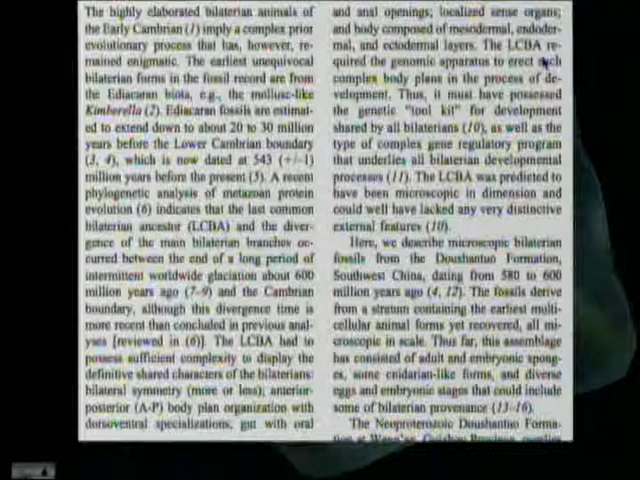 The highly elaborated bilaterian animals of
the Early Cambrian (1) imply a complex prior
evolutionary process that has, however, re-
mained enigmatic. The earliest unequivocal
bilaterian forms in the fossil record are from
the Ediacaran biota, e.g., the mollusc-like
Kimberella (2). Ediacaran fossils are estimat-
ed to extend down to about 20 to 30 million
years before the Lower Cambrian boundary
(3, 4), which is now dated at 543 (+/−1)
million years before the present (5). A recent
phylogenetic analysis of metazoan protein
evolution (6) indicates that the last common
bilaterian ancestor (LCBA) and the diver-
gence of the main bilaterian branches oc-
curred between the end of a long period of
intermittent worldwide glaciation about 600
million years ago (7–9) and the Cambrian
boundary, although this divergence time is
more recent than concluded in previous anal-
yses [reviewed in (6)]. The LCBA had to
possess sufficient complexity to display the
definitive shared characters of the bilaterians:
bilateral symmetry (more or less); anterior-
posterior (A-P) body plan organization with
dorsoventral specializations, gut with oral
and anal openings; localized sense organs;
and body composed of mesodermal, endoder-
mal, and ectodermal layers. The LCBA re-
quired the genomic apparatus to erect such
complex body plans in the process of de-
velopment. Thus, it must have possessed
the genetic "tool kit" for development
shared by all bilaterians (10), as well as the
type of complex gene regulatory program
that underlies all bilaterian developmental
processes (11). The LCBA was predicted to
have been microscopic in dimension and
could well have lacked any very distinctive
external features (10).
Here, we describe microscopic bilaterian
fossils from the Doushantuo Formation,
Southwest China, dating from 580 to 600
million years ago (4, 12). The fossils derive
from a stratum containing the earliest multi-
cellular animal forms yet recovered, all mi-
croscopic in scale. Thus far, this assemblage
has consisted of adult and embryonic spong-
es, some cnidarian-like forms, and diverse
eggs and embryonic stages that could include
some of bilaterian provenance (13–16).
The Neoproterozoic Doushantuo Forma-